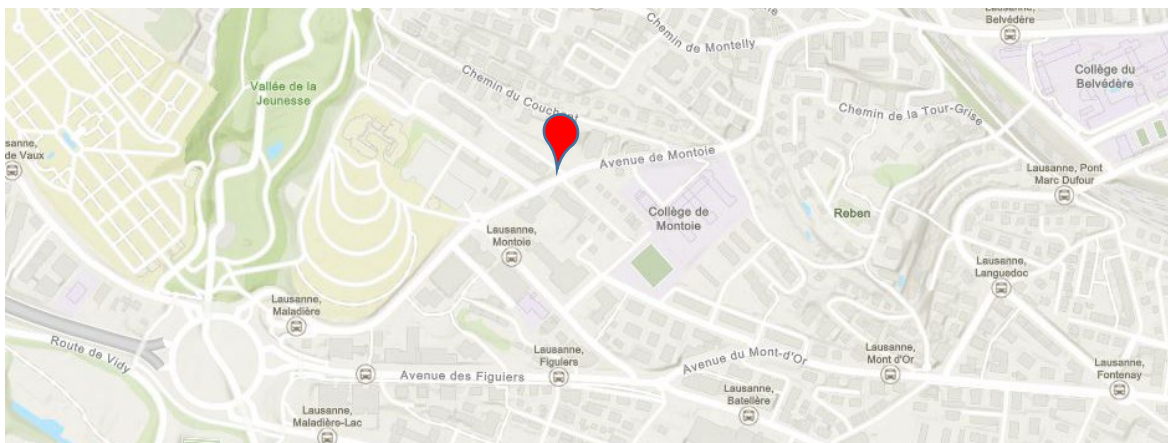 Lausanne,
Belvédère
Chemin de Montelly
Collège du
Belvédère
Vallée de la
Jeunesse
Chemin du Couchant
Chemin de la Tour-Grise
Avenue de Montoie
de Vaux
Lausanne, Pont
Marc Dufour
Collège de
Montoie
Reben
Lausanne,
Montoie
Lausanne,
Languedoc
Lausanne,
Maladière
Route de Vidy
Lausanne,
Figuiers
Avenue du Mont-d'Or
Lausanne,
Mont d'Or
Lausanne,
Fontenay
Avenue des Figuiers
Lausanne,
Batelière
Lausanne,
Maladière-Lac